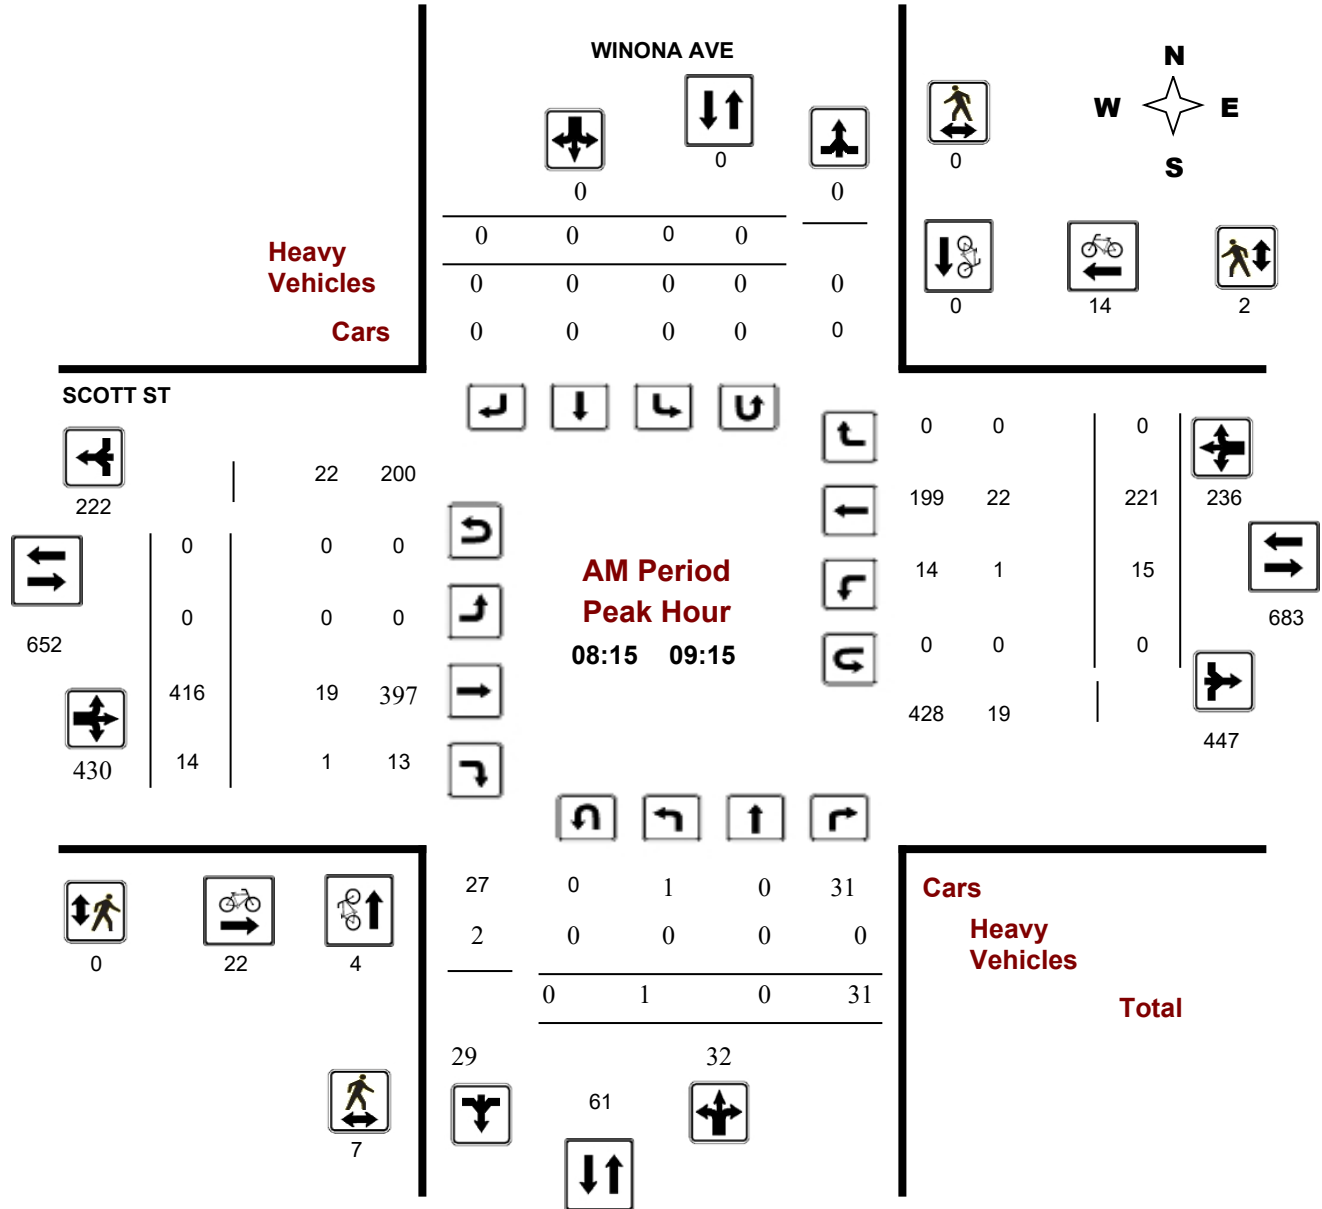 WINONA AVE
N
W E
S
0
0
0
0 0
0 0 0 0
Heavy
Vehicles
0 0 0 0 0
0 14 2
Cars
0 0 0 0 0
SCOTT ST
0 0 0
22 200
222
199 22 221 236
0 0 0
AM Period
14 1 15
Peak Hour
0 0 0
683
652
08:15 09:15
0 0 0
416 19 397
428 19
447
430 14 1 13
27 0 1 0 31
Cars
2 0 0 0 0
Heavy
Vehicles
0 22 4
0 1 0 31
Total
29 32
61
7